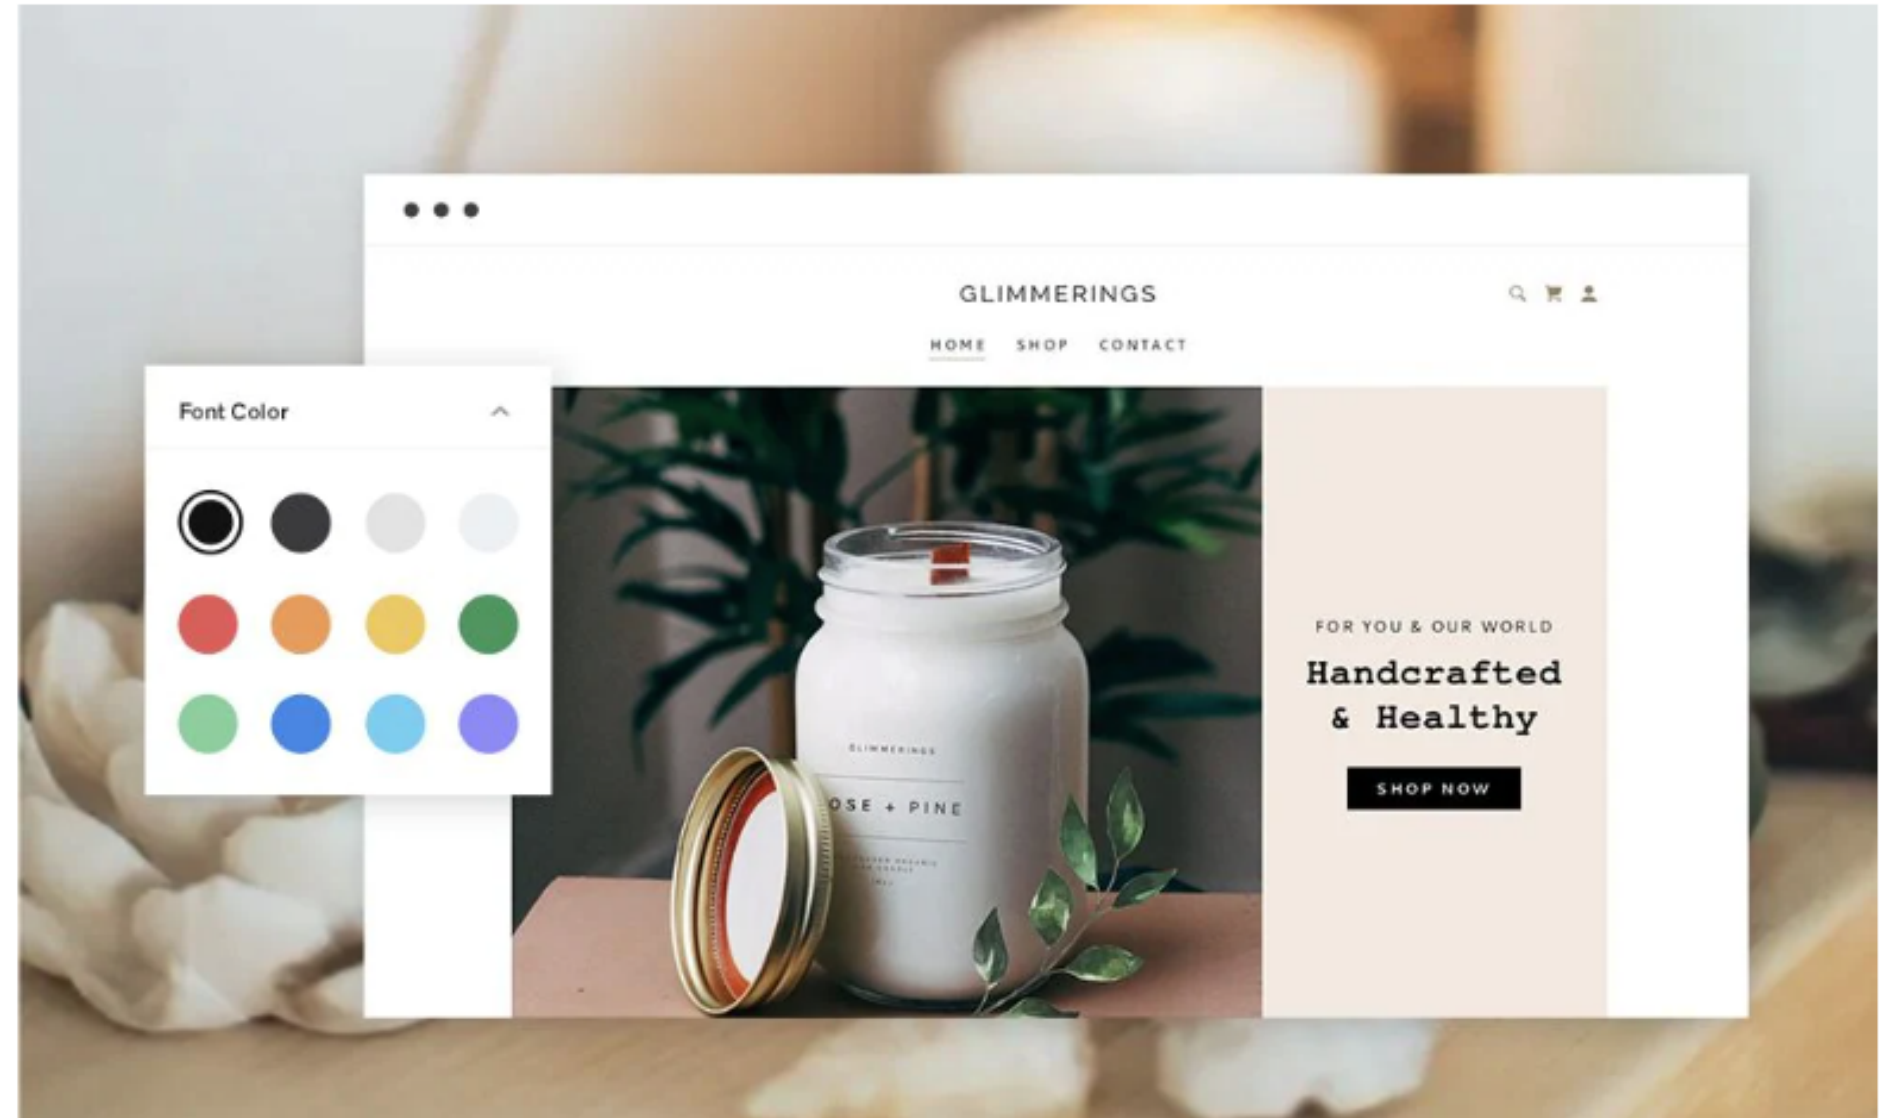 GLIMMERINGS
HOME SHOP CONTACT
Font Color
FOR YOU & OUR WORLD
Handcrafted
& Healthy
SHOP NOW
GLIMMERINGS
OSE + PINE